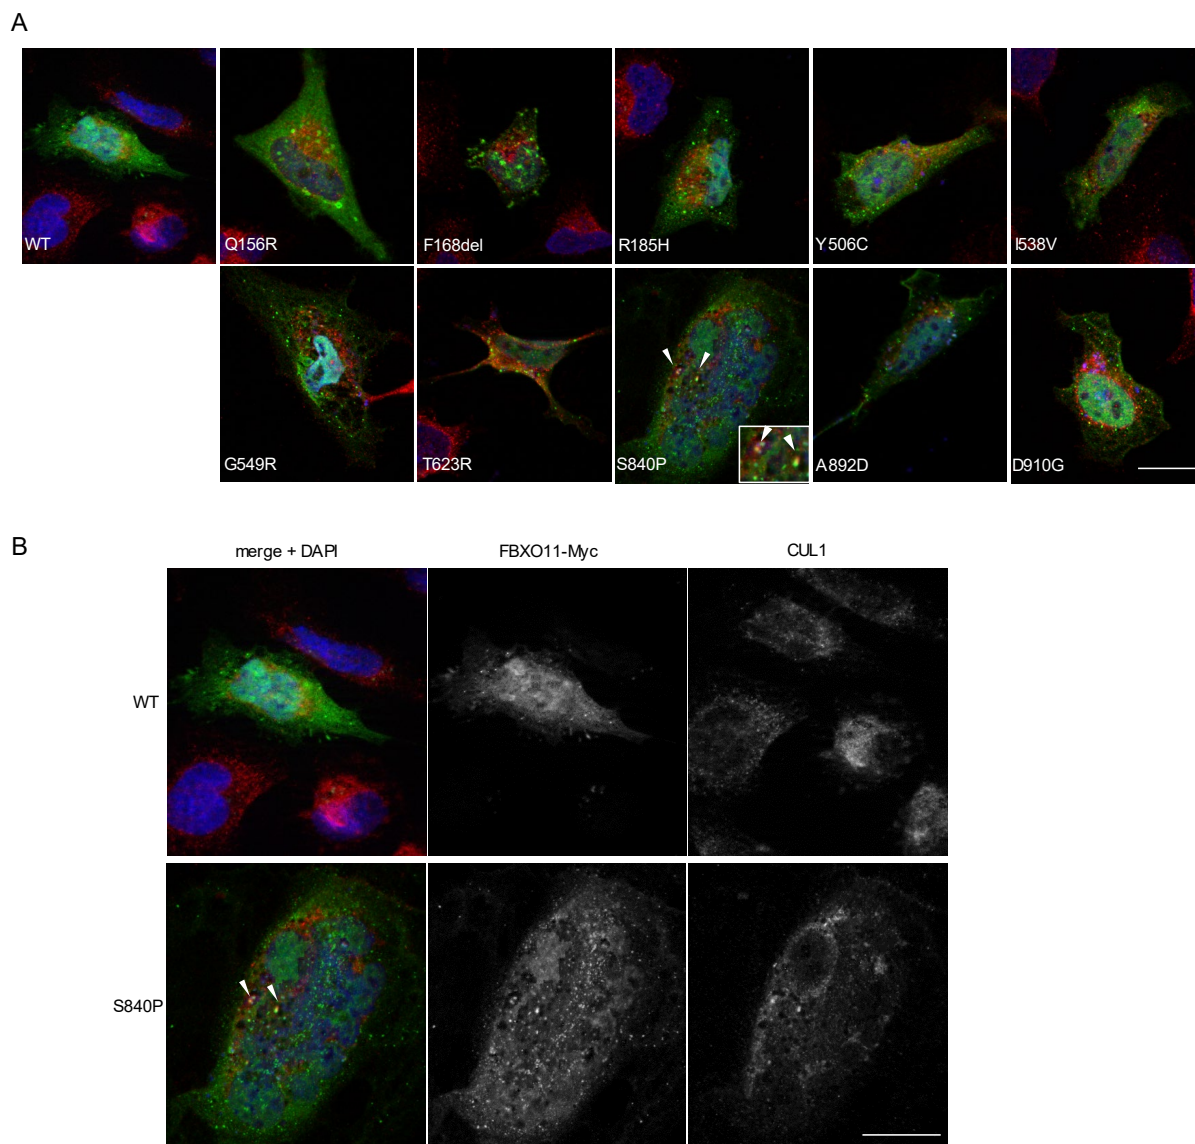 A
WT
Q156R
F168del
R185H
Y506C
I538V
G549R
T623R
S840P
A892D
D910G
B
merge + DAPI
FBXO11-Myc
CUL1
WT
S840P